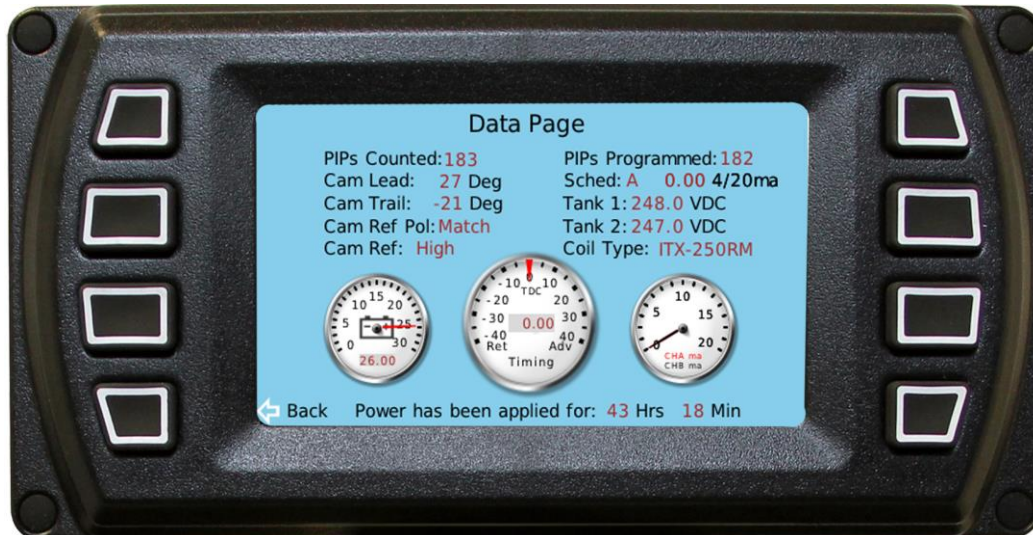 Data Page
PIPs Counted: 183
PIPs Programmed: 182
Cam Lead: 27 Deg
Sched: A 0.00 4/20ma
Cam Trail: -21 Deg
Tank 1: 248.0 VDC
Cam Ref Pol: Match
Tank 2: 247.0 VDC
Cam Ref: High
Coil Type: ITX-250RM
0 5 10 15 20 25 30
26.00
-40 -30 -20 -10 0 10 20 30 40
TDC
0.00
Ret Adv
Timing
0 5 10 15 20
CHA ma
CHB ma
Back Power has been applied for: 43 Hrs 18 Min